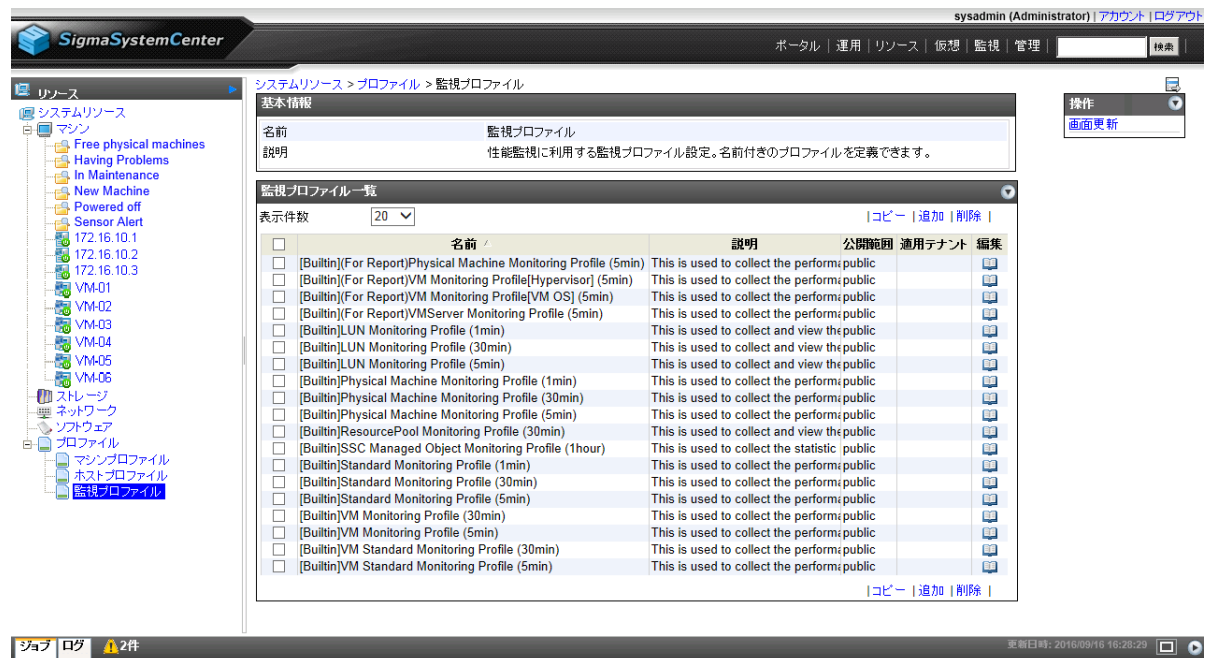 sysadmin (Administrator) | アカウント | ログアウト
SigmaSystemCenter
ポータル | 運用 | リソース | 仮想 | 監視 | 管理 | 検索 |
リソース
システムリソース
マシン
Free physical machines
Having Problems
In Maintenance
New Machine
Powered off
Sensor Alert
172.16.10.1
172.16.10.2
172.16.10.3
VM-01
VM-02
VM-03
VM-04
VM-05
VM-06
ストレージ
ネットワーク
ソフトウェア
プロファイル
マシンプロファイル
ホストプロファイル
監視プロファイル
システムリソース > プロファイル > 監視プロファイル
基本情報
名前 監視プロファイル
説明 性能監視に利用する監視プロファイル設定。名前付きのプロファイルを定義できます。
監視プロファイル一覧
表示件数 20 | コピー | 追加 | 削除 |
名前 説明 公開範囲 適用テナント 編集
[Builtin](For Report)Physical Machine Monitoring Profile (5min) This is used to collect the performa public
[Builtin](For Report)VM Monitoring Profile[Hypervisor] (5min) This is used to collect the performa public
[Builtin](For Report)VM Monitoring Profile[VM OS] (5min) This is used to collect the performa public
[Builtin](For Report)VMServer Monitoring Profile (5min) This is used to collect the performa public
[Builtin]LUN Monitoring Profile (1min) This is used to collect and view the public
[Builtin]LUN Monitoring Profile (30min) This is used to collect and view the public
[Builtin]LUN Monitoring Profile (5min) This is used to collect and view the public
[Builtin]Physical Machine Monitoring Profile (1min) This is used to collect the performa public
[Builtin]Physical Machine Monitoring Profile (30min) This is used to collect the performa public
[Builtin]Physical Machine Monitoring Profile (5min) This is used to collect the performa public
[Builtin]ResourcePool Monitoring Profile (30min) This is used to collect and view the public
[Builtin]SSC Managed Object Monitoring Profile (1hour) This is used to collect the statistic public
[Builtin]Standard Monitoring Profile (1min) This is used to collect the performa public
[Builtin]Standard Monitoring Profile (30min) This is used to collect the performa public
[Builtin]Standard Monitoring Profile (5min) This is used to collect the performa public
[Builtin]VM Monitoring Profile (30min) This is used to collect the performa public
[Builtin]VM Monitoring Profile (5min) This is used to collect the performa public
[Builtin]VM Standard Monitoring Profile (30min) This is used to collect the performa public
[Builtin]VM Standard Monitoring Profile (5min) This is used to collect the performa public
| コピー | 追加 | 削除 |
操作
画面更新
ジョブ ログ 2件
更新日時: 2016/09/16 16:28:29